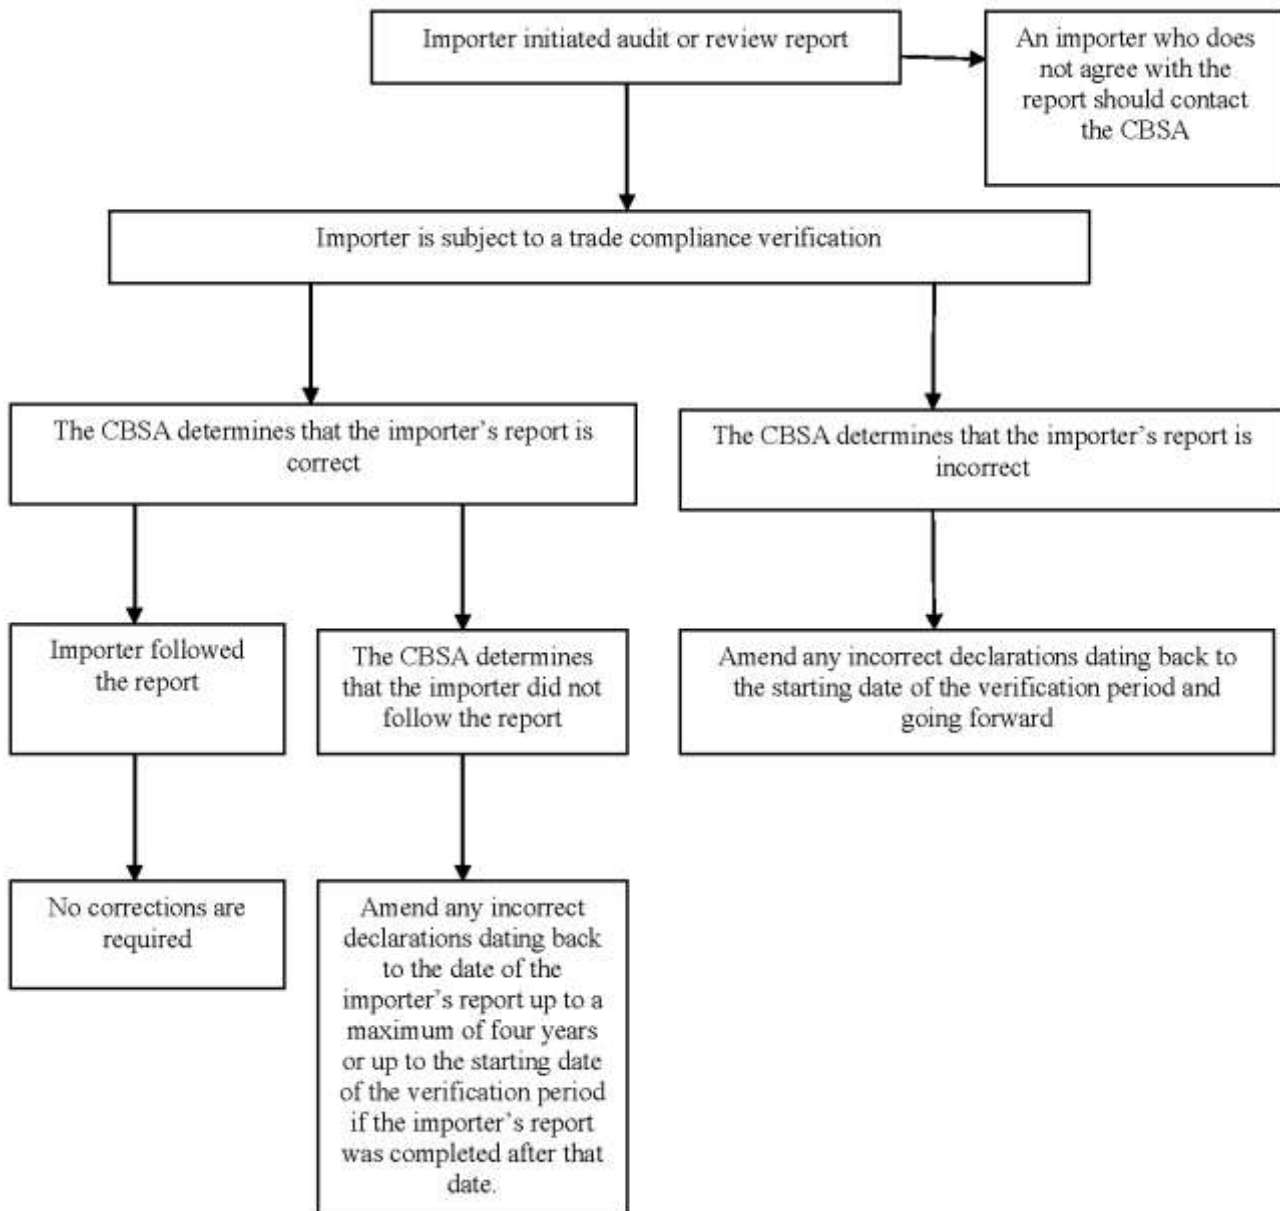 Importer initiated audit or review report
An importer who does
not agree with the
report should contact
the CBSA
Importer is subject to a trade compliance verification
The CBSA determines that the importer's report is
correct
The CBSA determines that the importer's report is
incorrect
Importer followed
the report
The CBSA determines
that the importer did not
follow the report
Amend any incorrect declarations dating back to
the starting date of the verification period and
going forward
No corrections are
required
Amend any incorrect
declarations dating back
to the date of the
importer's report up to a
maximum of four years
or up to the starting date
of the verification period
if the importer's report
was completed after that
date.